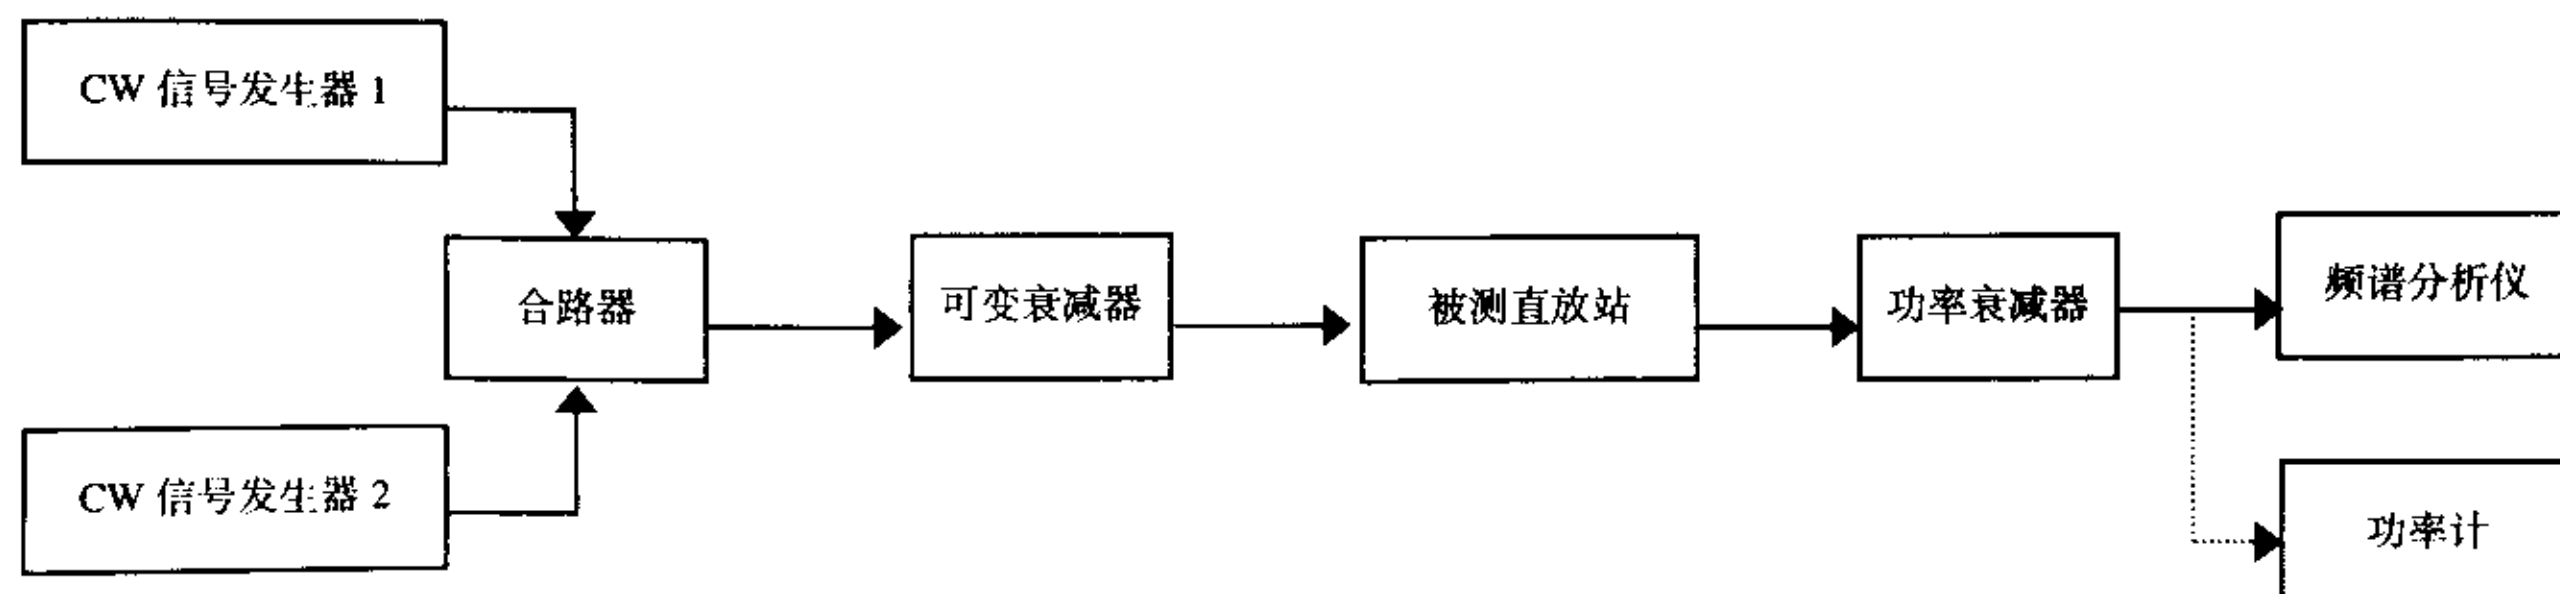 CW 信号发生器 1
合路器
可变衰减器
被测直放站
功率衰减器
频谱分析仪
CW 信号发生器 2
功率计